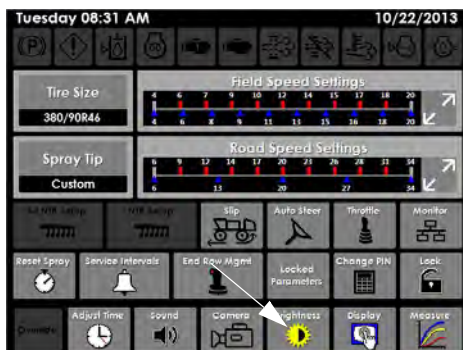 Tuesday 08:31 AM 10/22/2013
Field Speed Settings
Tire Size
4 6 7 9 10 12 14 15 17 18 20
380/90R46
4 6 8 9 11 13 15 16 18 20
Road Speed Settings
Spray Tip
6 9 12 14 17 20 23 26 28 31 34
Custom
6 13 20 27 34
Slip Auto Steer Throttle Monitor
Reset Spray Service Intervals End Row Mgmt Locked Parameters Change PIN Lock
Adjust Time Sound Camera Brightness Display Measure